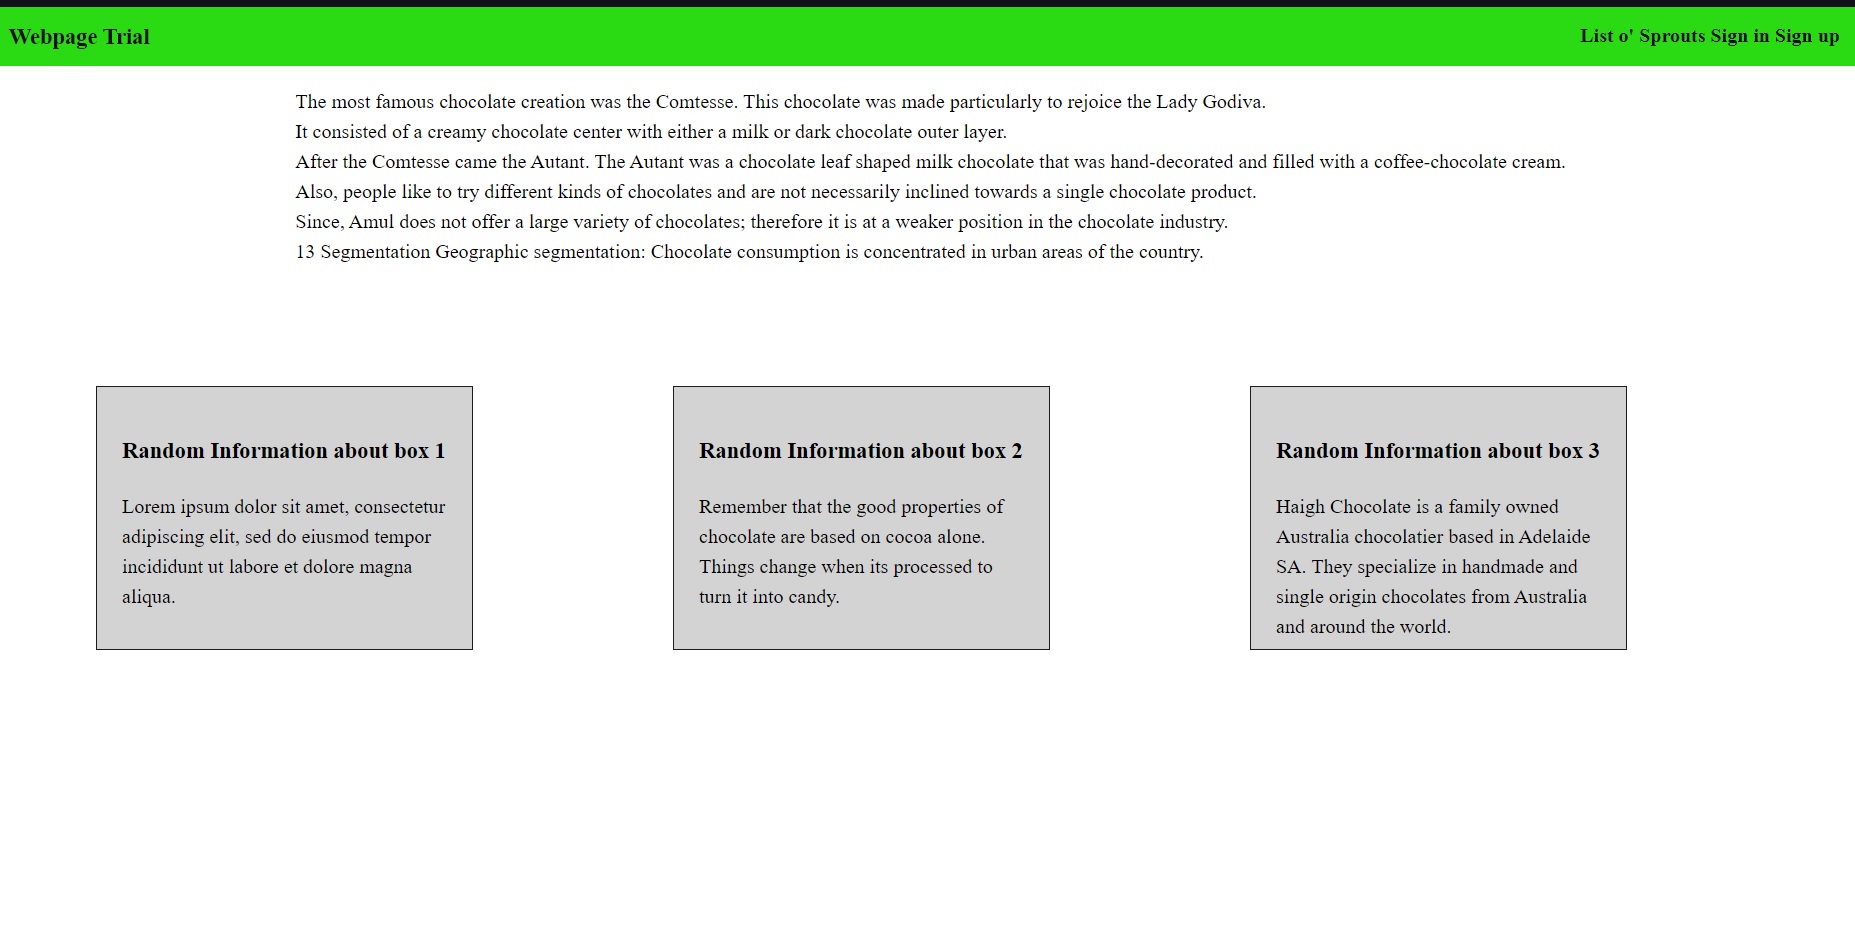 Webpage Trial
List o' Sprouts Sign in Sign up
The most famous chocolate creation was the Comtesse. This chocolate was made particularly to rejoice the Lady Godiva.
It consisted of a creamy chocolate center with either a milk or dark chocolate outer layer.
After the Comtesse came the Autant. The Autant was a chocolate leaf shaped milk chocolate that was hand-decorated and filled with a coffee-chocolate cream.
Also, people like to try different kinds of chocolates and are not necessarily inclined towards a single chocolate product.
Since, Amul does not offer a large variety of chocolates; therefore it is at a weaker position in the chocolate industry.
13 Segmentation Geographic segmentation: Chocolate consumption is concentrated in urban areas of the country.
Random Information about box 1
Lorem ipsum dolor sit amet, consectetur
adipiscing elit, sed do eiusmod tempor
incididunt ut labore et dolore magna
aliqua.
Random Information about box 2
Remember that the good properties of
chocolate are based on cocoa alone.
Things change when its processed to
turn it into candy.
Random Information about box 3
Haigh Chocolate is a family owned
Australia chocolatier based in Adelaide
SA. They specialize in handmade and
single origin chocolates from Australia
and around the world.